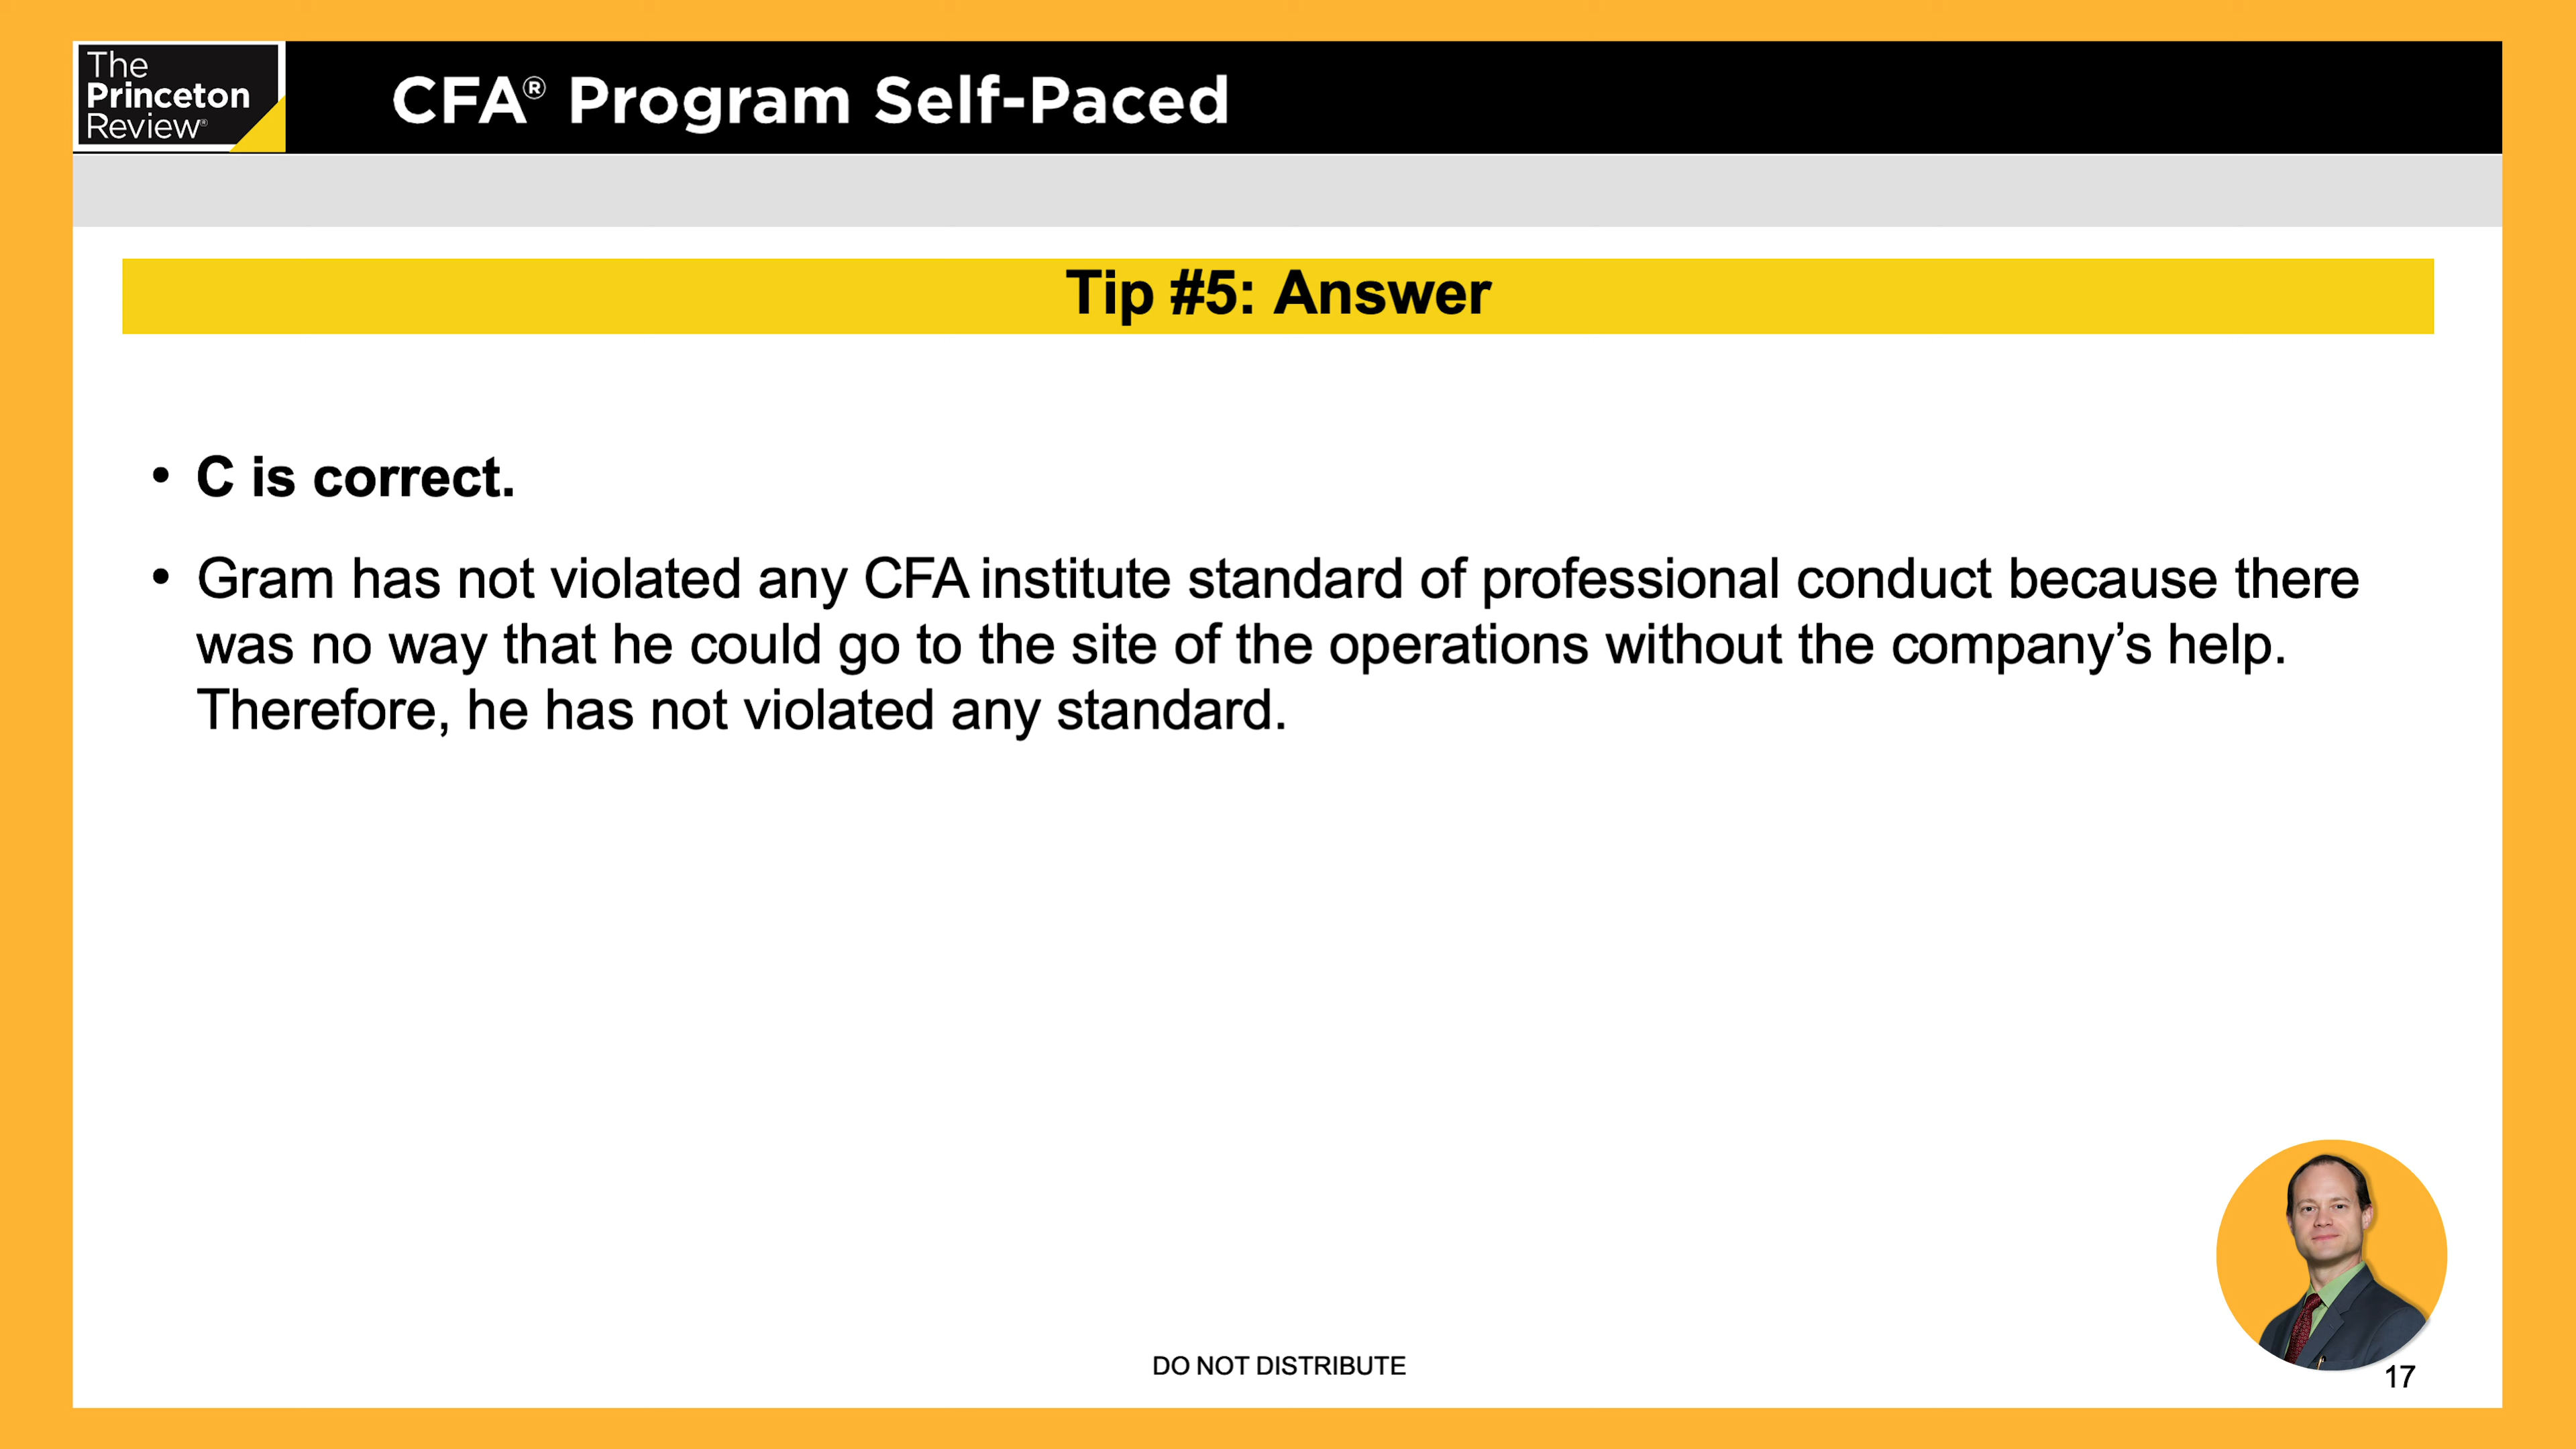 The
Princeton
Review®
CFA® Program Self-Paced
Tip #5: Answer
• C is correct.
• Gram has not violated any CFA institute standard of professional conduct because there
was no way that he could go to the site of the operations without the company’s help.
Therefore, he has not violated any standard.
DO NOT DISTRIBUTE
17